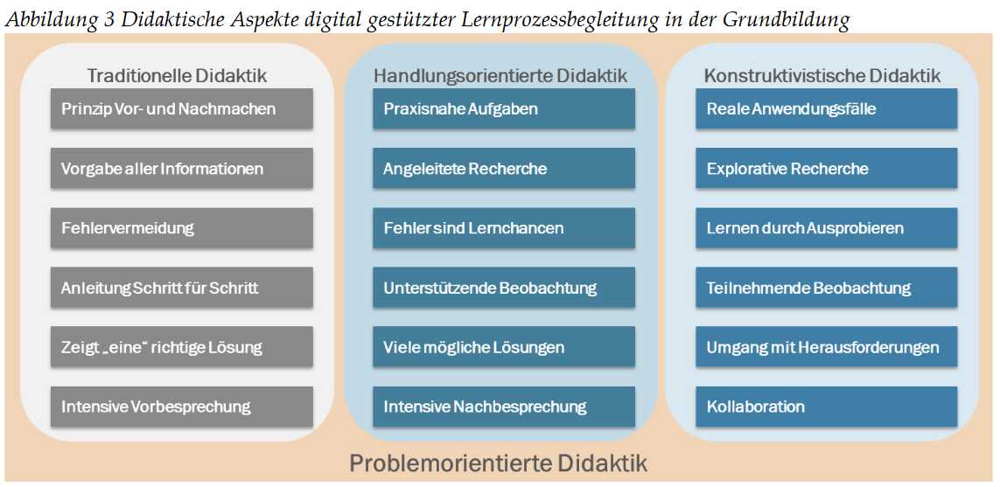 Abbildung 3 Didaktische Aspekte digital gestützter Lernprozessbegleitung in der Grundbildung
Traditionelle Didaktik
Prinzip Vor- und Nachmachen
Vorgabe aller Informationen
Fehlervermeidung
Anleitung Schritt für Schritt
Zeigt „eine“ richtige Lösung
Intensive Vorbesprechung
Handlungsorientierte Didaktik
Praxisnahe Aufgaben
Angeleitete Recherche
Fehler sind Lernchancen
Unterstützende Beobachtung
Viele mögliche Lösungen
Intensive Nachbesprechung
Konstruktivistische Didaktik
Reale Anwendungsfälle
Explorative Recherche
Lernen durch Ausprobieren
Teilnehmende Beobachtung
Umgang mit Herausforderungen
Kollaboration
Problemorientierte Didaktik